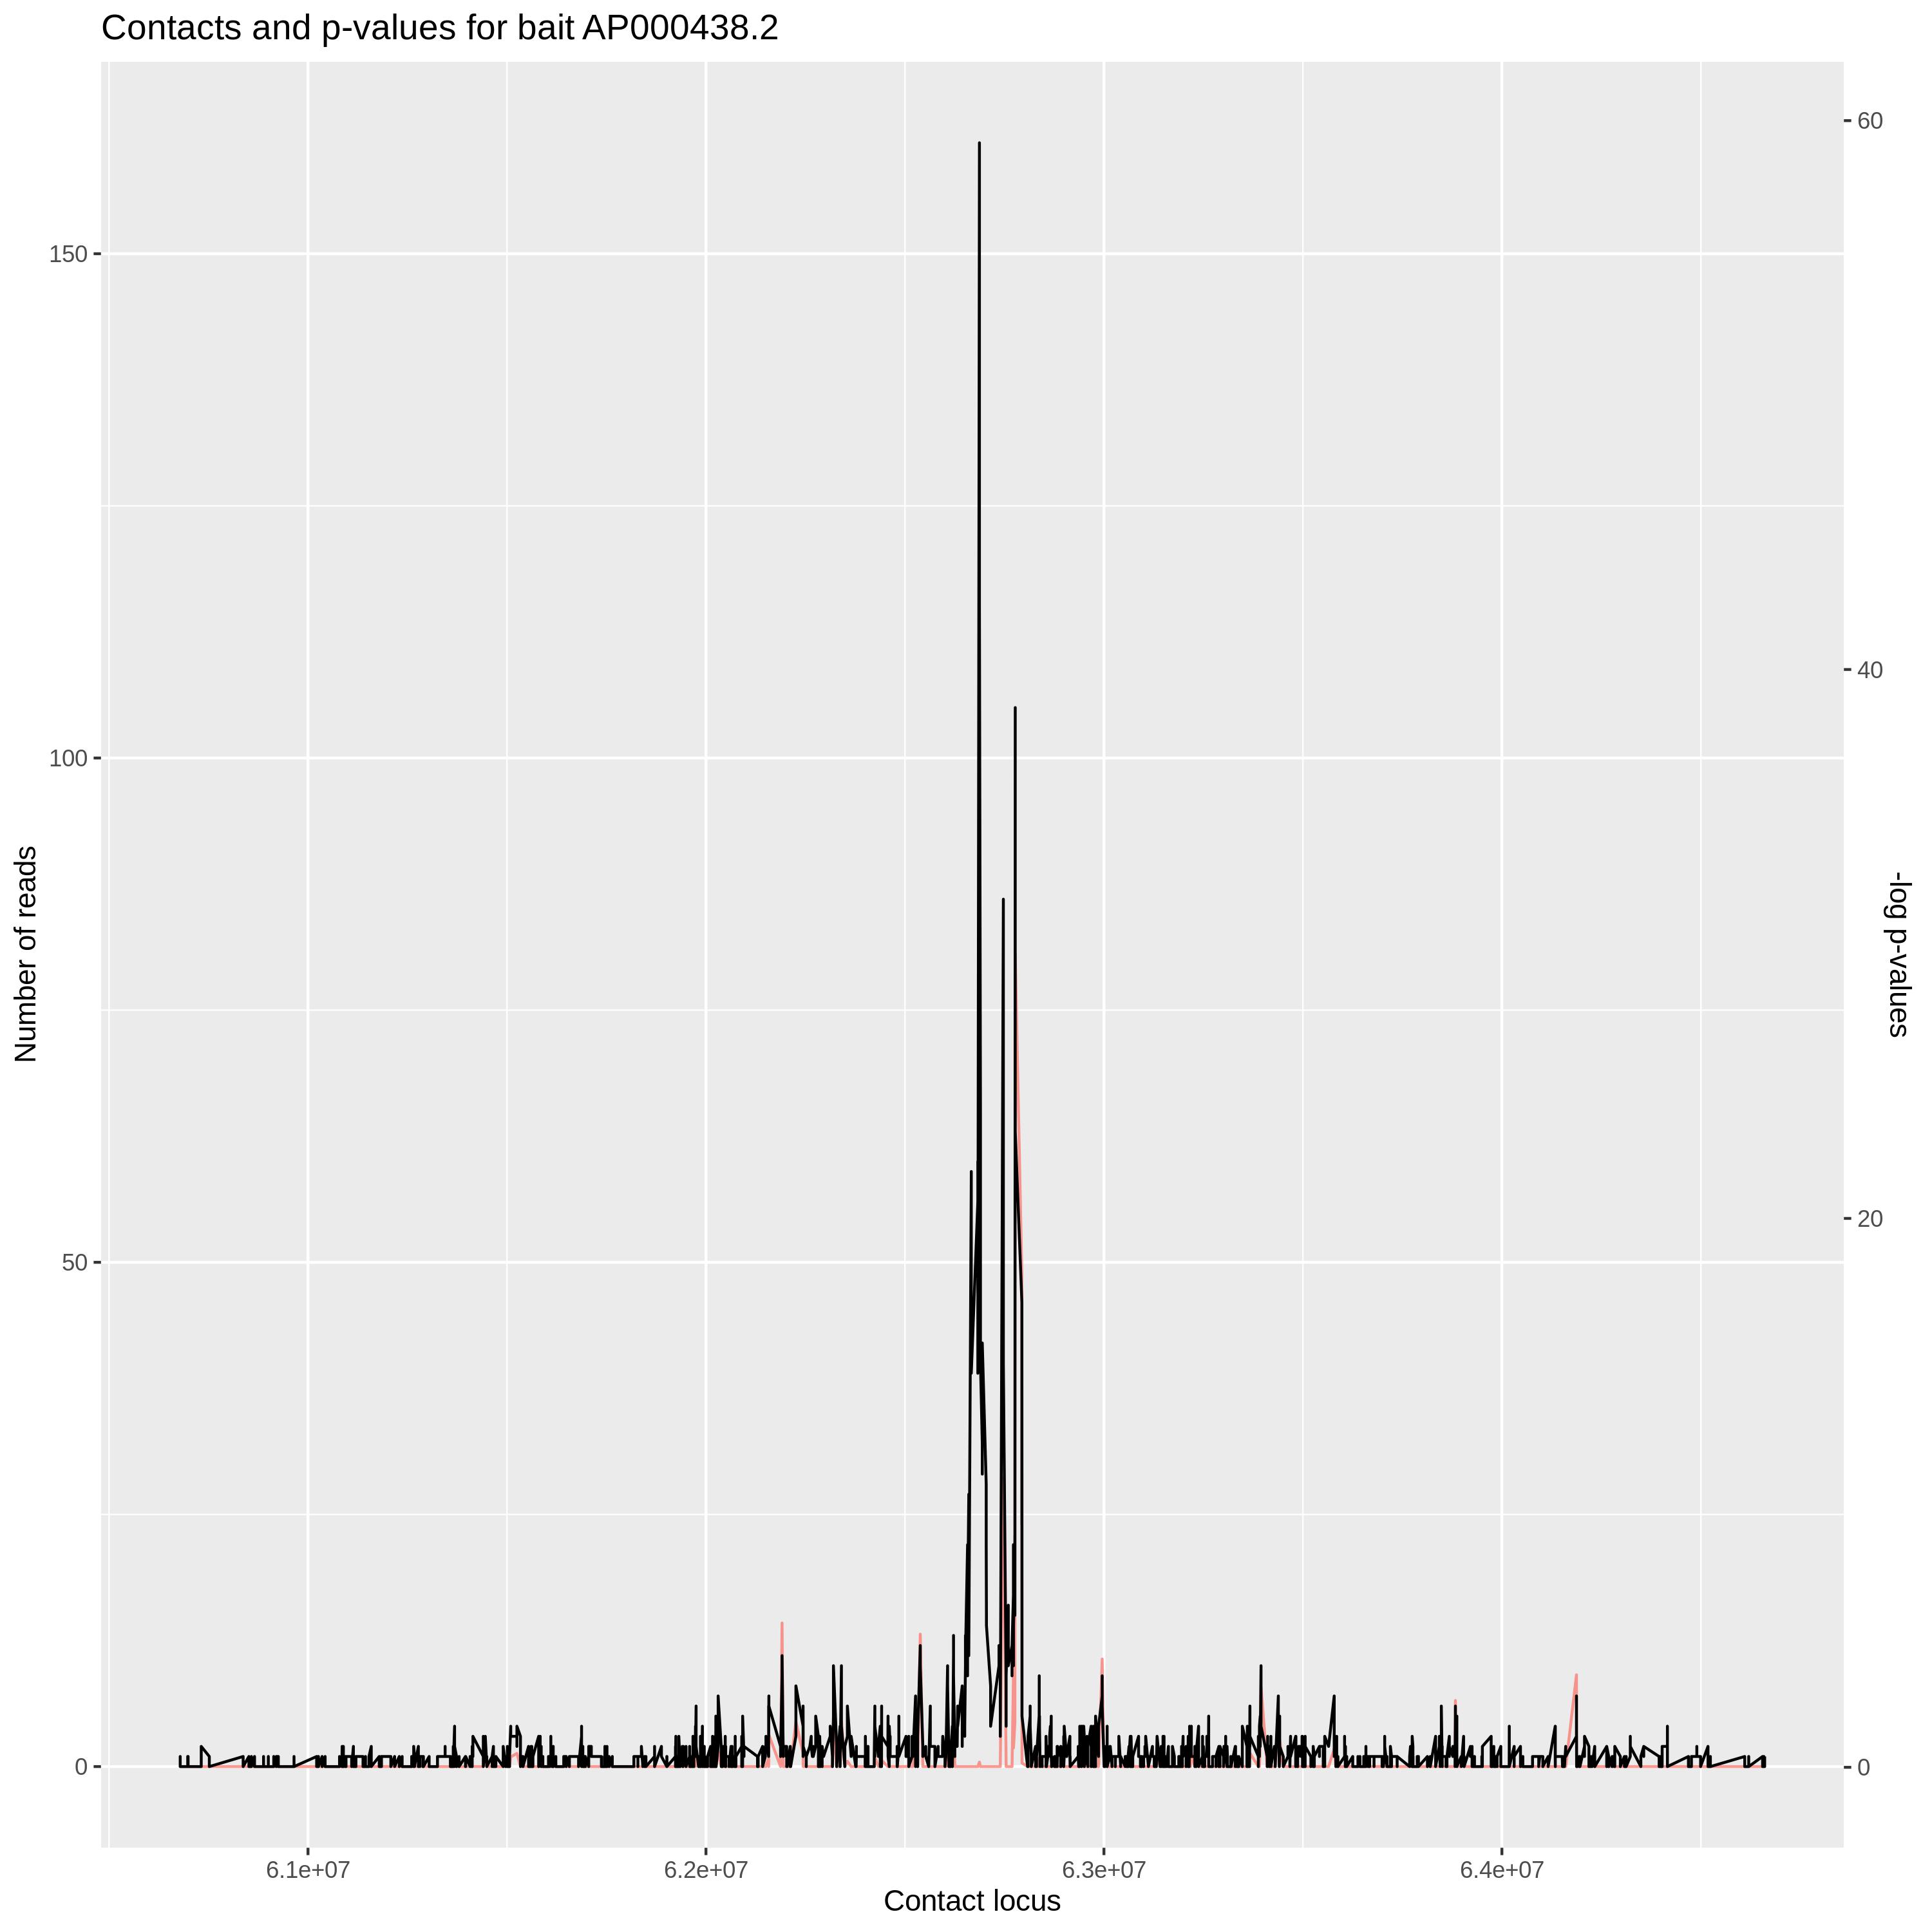 Contacts and p-values for bait AP000438.2
150
100
50
0
Number of reads
60
40
20
0
-log p-values
6.1e+07
6.2e+07
6.3e+07
6.4e+07
Contact locus